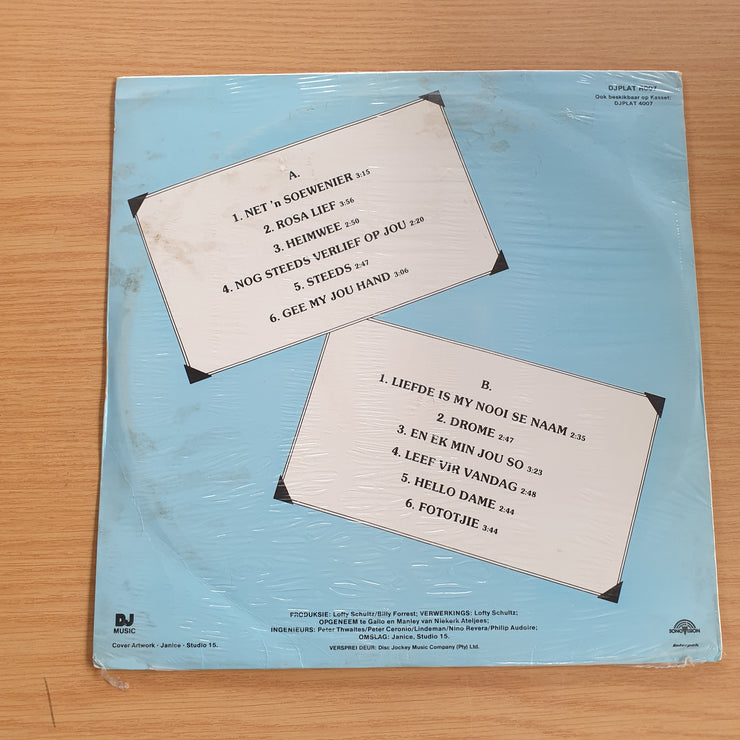 DJPLAT 4007
Ook beskikbaar op Kasset:
DJPLAT 4007
A.
1. NET 'n SOEWENIER 3:15
2. ROSA LIEF 3:56
3. HEIMWEE 2:50
4. NOG STEEDS VERLIEF OP JOU 2:20
5. STEEDS 2:47
6. GEE MY JOU HAND 3:06
B.
1. LIEFDE IS MY NOOI SE NAAM 2:35
2. DROME 2:47
3. EN EK MIN JOU SO 3:23
4. LEEF VIR VANDAG 2:48
5. HELLO DAME 2:44
6. FOTOTJIE 3:44
PRODUKSIE: Lofty Schultz/Billy Forrest; VERWERKINGS: Lofty Schultz;
OPGENEEM te Gallo en Manley van Niekerk Ateljees;
INGENIEURS: Peter Thwaites/Peter Ceronio/Lindeman/Nino Revera/Philip Audoire;
OMSLAG: Janice, Studio 15.
VERSPREI DEUR: Disc Jockey Music Company (Pty) Ltd.
DJ
MUSIC
Cover Artwork · Janice · Studio 15.
SONOVISION
Interpak